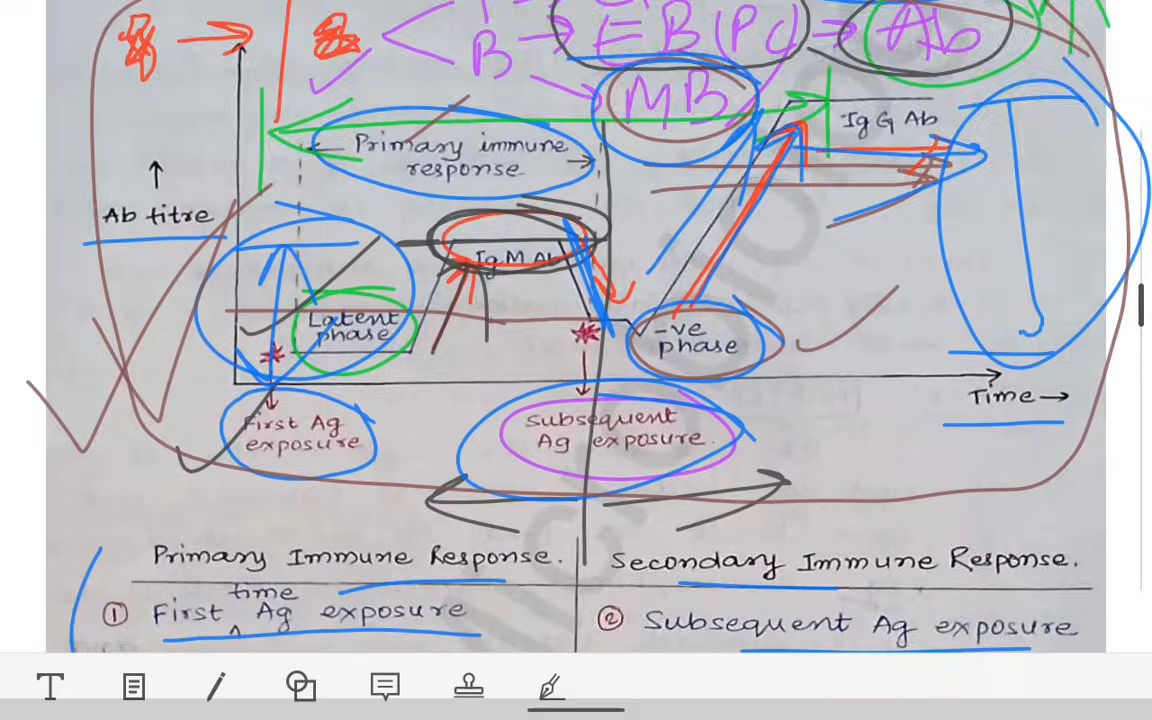 B → E B (PC) → Ab
MB
IgG Ab
Primary immune
response
Ab titre
IgM Ab
Latent
phase
-ve
phase
Time →
First Ag
exposure
Subsequent
Ag exposure.
Primary Immune Response.
Secondary Immune Response.
time
① First ^ Ag exposure
② Subsequent Ag exposure
T